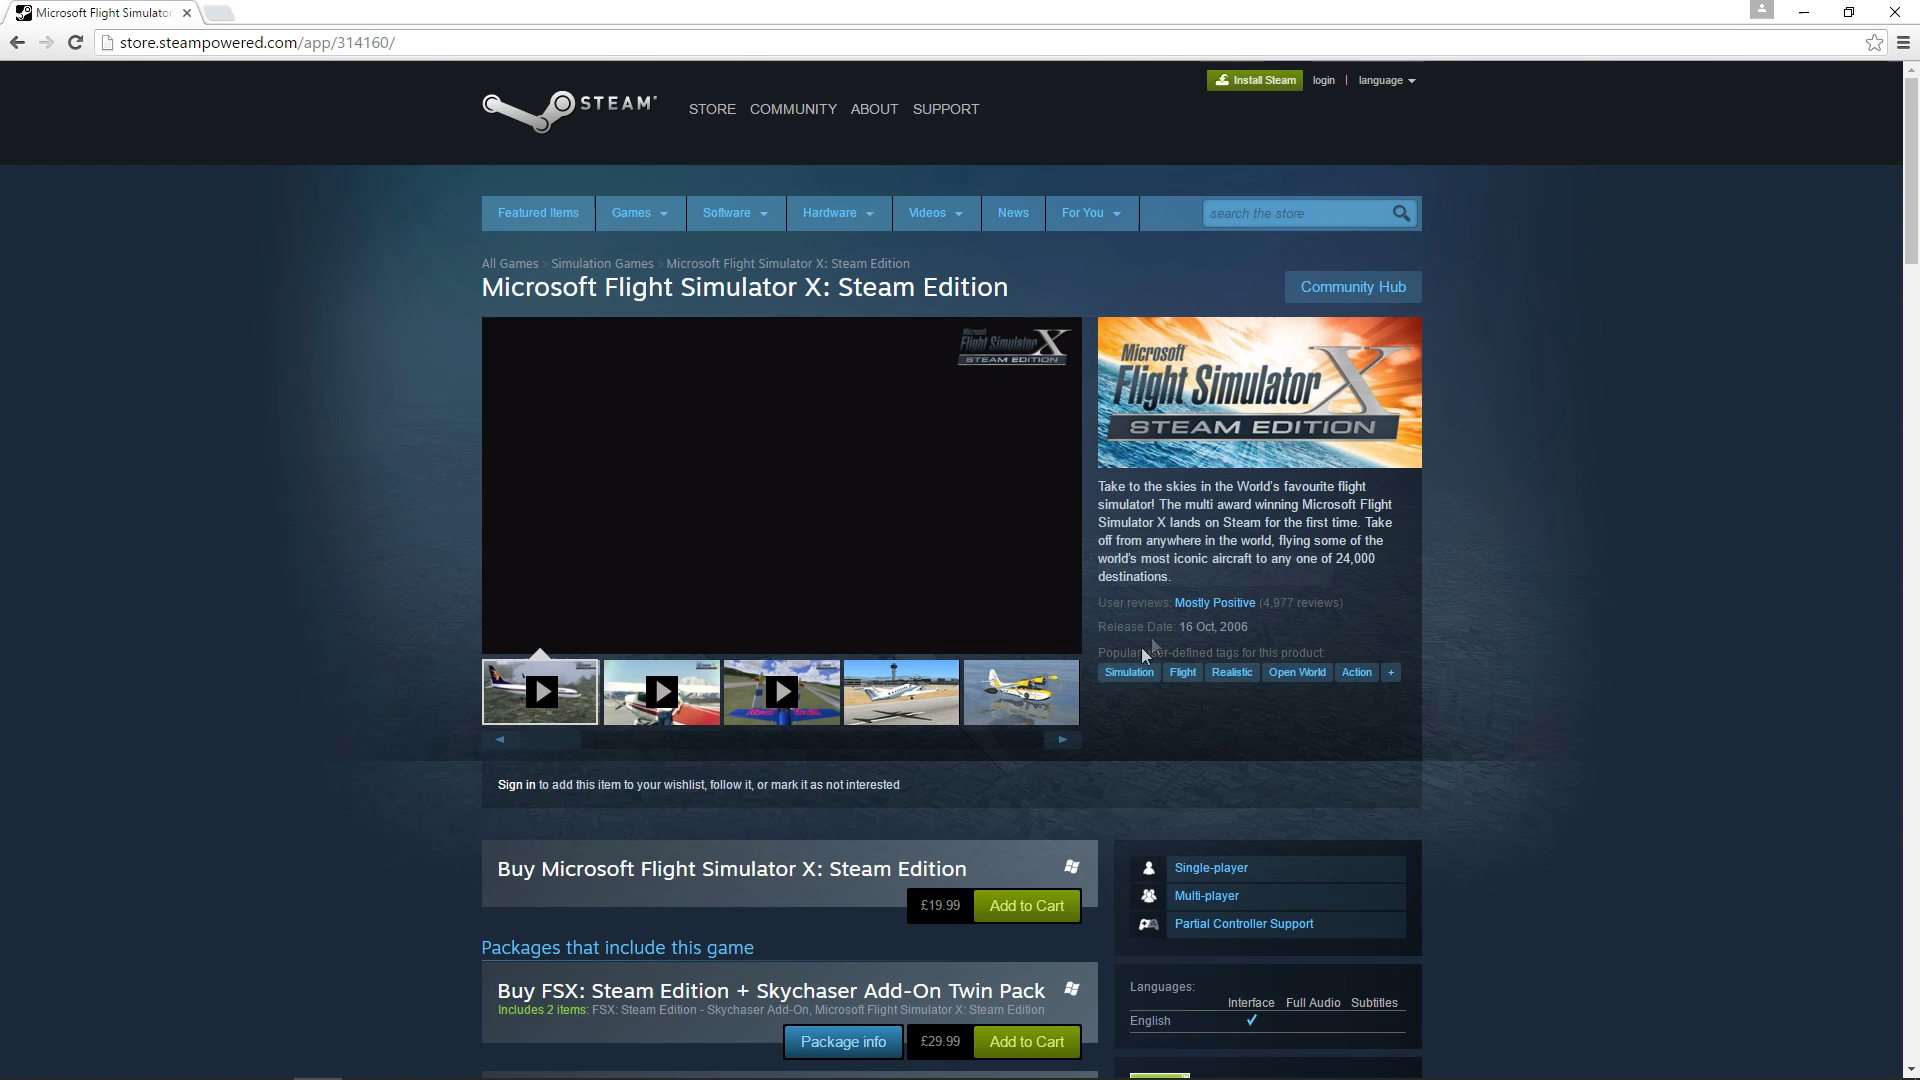 Microsoft Flight Simulator
store.steampowered.com/app/314160/
Install Steam login | language
STEAM
STORE COMMUNITY ABOUT SUPPORT
Featured Items Games Software Hardware Videos News For You search the store
All Games > Simulation Games > Microsoft Flight Simulator X: Steam Edition
Microsoft Flight Simulator X: Steam Edition
Community Hub
Microsoft
Flight Simulator X
STEAM EDITION
Microsoft
Flight Simulator X
STEAM EDITION
Take to the skies in the World's favourite flight
simulator! The multi award winning Microsoft Flight
Simulator X lands on Steam for the first time. Take
off from anywhere in the world, flying some of the
world's most iconic aircraft to any one of 24,000
destinations.
User reviews: Mostly Positive (4,977 reviews)
Release Date: 16 Oct, 2006
Popular user-defined tags for this product:
Simulation Flight Realistic Open World Action +
Sign in to add this item to your wishlist, follow it, or mark it as not interested
Buy Microsoft Flight Simulator X: Steam Edition
£19.99 Add to Cart
Packages that include this game
Buy FSX: Steam Edition + Skychaser Add-On Twin Pack
Includes 2 items: FSX: Steam Edition - Skychaser Add-On, Microsoft Flight Simulator X: Steam Edition
Package info £29.99 Add to Cart
Single-player
Multi-player
Partial Controller Support
Languages:
Interface Full Audio Subtitles
English ✓